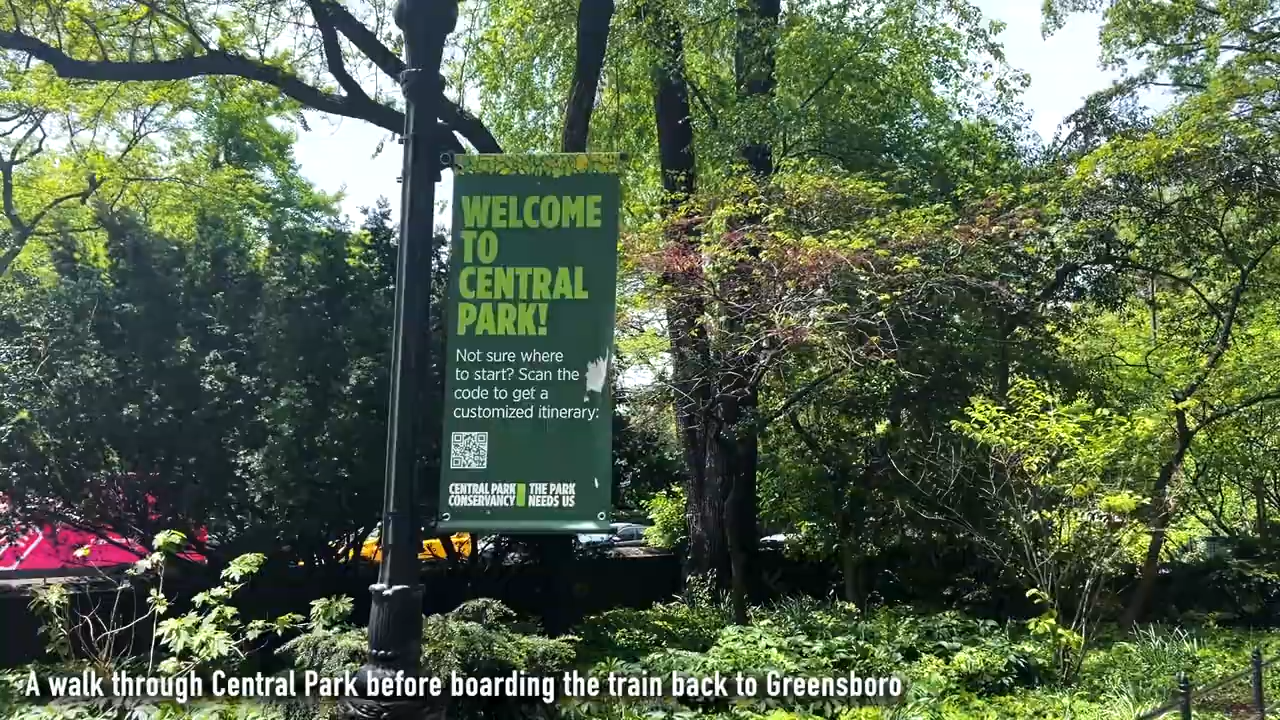 WELCOME
TO
CENTRAL
PARK!
Not sure where
to start? Scan the
code to get a
customized itinerary:
CENTRAL PARK
CONSERVANCY
THE PARK
NEEDS US
A walk through Central Park before boarding the train back to Greensboro